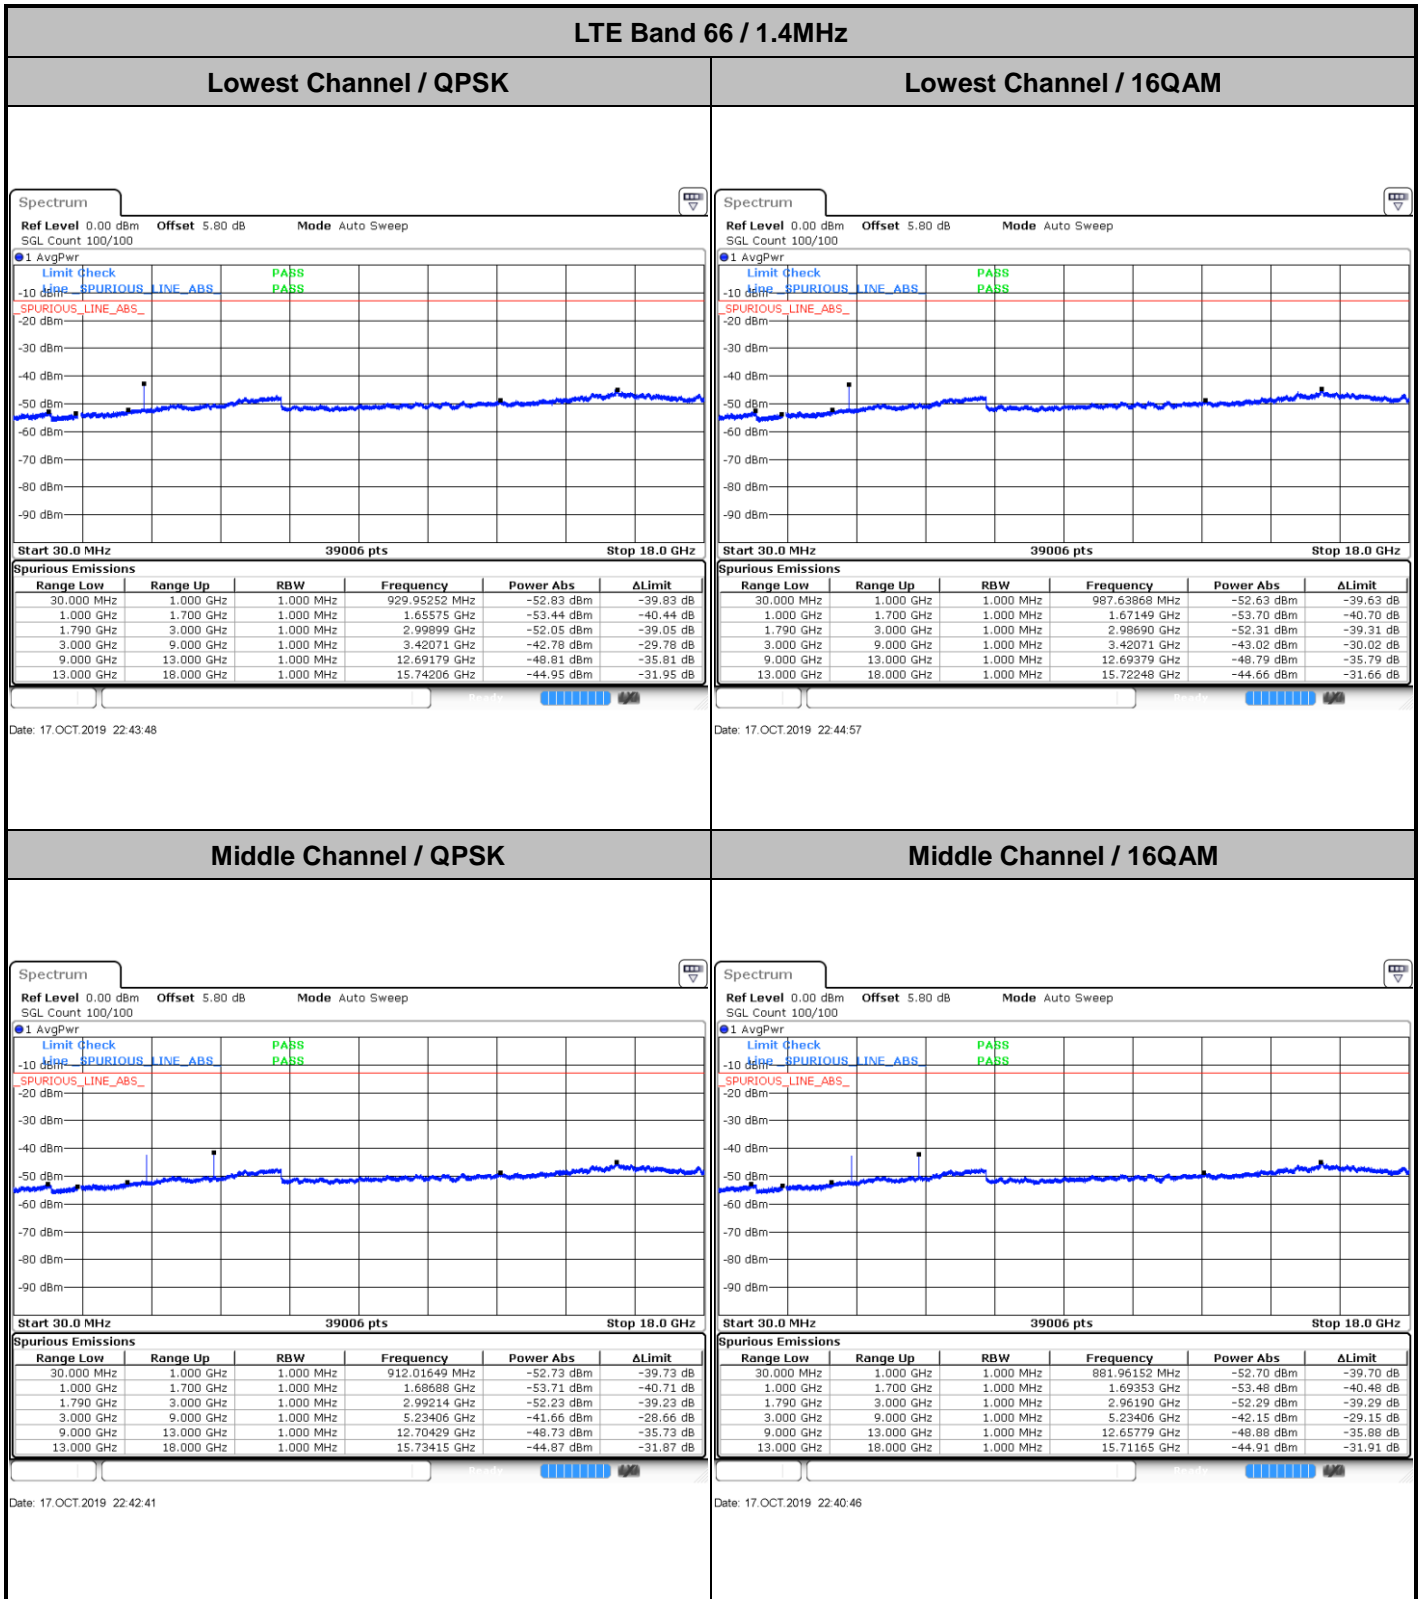 LTE Band 66 / 1.4MHz
Lowest Channel / QPSK
Lowest Channel / 16QAM
Spectrum
Ref Level 0.00 dBm Offset 5.80 dB Mode Auto Sweep
SGL Count 100/100
1 AvgPwr
Limit Check PASS
Line _SPURIOUS_LINE_ABS_ PASS
-10 dBm
_SPURIOUS_LINE_ABS_
-20 dBm
-30 dBm
-40 dBm
-50 dBm
-60 dBm
-70 dBm
-80 dBm
-90 dBm
Start 30.0 MHz 39006 pts Stop 18.0 GHz
Spurious Emissions
Range Low Range Up RBW Frequency Power Abs ΔLimit
30.000 MHz 1.000 GHz 1.000 MHz 929.95252 MHz -52.83 dBm -39.83 dB
1.000 GHz 1.700 GHz 1.000 MHz 1.65575 GHz -53.44 dBm -40.44 dB
1.790 GHz 3.000 GHz 1.000 MHz 2.99899 GHz -52.05 dBm -39.05 dB
3.000 GHz 9.000 GHz 1.000 MHz 3.42071 GHz -42.78 dBm -29.78 dB
9.000 GHz 13.000 GHz 1.000 MHz 12.69179 GHz -48.81 dBm -35.81 dB
13.000 GHz 18.000 GHz 1.000 MHz 15.74206 GHz -44.95 dBm -31.95 dB
Ready
Date: 17.OCT.2019 22:43:48
Spectrum
Ref Level 0.00 dBm Offset 5.80 dB Mode Auto Sweep
SGL Count 100/100
1 AvgPwr
Limit Check PASS
Line _SPURIOUS_LINE_ABS_ PASS
-10 dBm
_SPURIOUS_LINE_ABS_
-20 dBm
-30 dBm
-40 dBm
-50 dBm
-60 dBm
-70 dBm
-80 dBm
-90 dBm
Start 30.0 MHz 39006 pts Stop 18.0 GHz
Spurious Emissions
Range Low Range Up RBW Frequency Power Abs ΔLimit
30.000 MHz 1.000 GHz 1.000 MHz 987.63868 MHz -52.63 dBm -39.63 dB
1.000 GHz 1.700 GHz 1.000 MHz 1.67149 GHz -53.70 dBm -40.70 dB
1.790 GHz 3.000 GHz 1.000 MHz 2.98690 GHz -52.31 dBm -39.31 dB
3.000 GHz 9.000 GHz 1.000 MHz 3.42071 GHz -43.02 dBm -30.02 dB
9.000 GHz 13.000 GHz 1.000 MHz 12.69379 GHz -48.79 dBm -35.79 dB
13.000 GHz 18.000 GHz 1.000 MHz 15.72248 GHz -44.66 dBm -31.66 dB
Ready
Date: 17.OCT.2019 22:44:57
Middle Channel / QPSK
Middle Channel / 16QAM
Spectrum
Ref Level 0.00 dBm Offset 5.80 dB Mode Auto Sweep
SGL Count 100/100
1 AvgPwr
Limit Check PASS
Line _SPURIOUS_LINE_ABS_ PASS
-10 dBm
_SPURIOUS_LINE_ABS_
-20 dBm
-30 dBm
-40 dBm
-50 dBm
-60 dBm
-70 dBm
-80 dBm
-90 dBm
Start 30.0 MHz 39006 pts Stop 18.0 GHz
Spurious Emissions
Range Low Range Up RBW Frequency Power Abs ΔLimit
30.000 MHz 1.000 GHz 1.000 MHz 912.01649 MHz -52.73 dBm -39.73 dB
1.000 GHz 1.700 GHz 1.000 MHz 1.68688 GHz -53.71 dBm -40.71 dB
1.790 GHz 3.000 GHz 1.000 MHz 2.99214 GHz -52.23 dBm -39.23 dB
3.000 GHz 9.000 GHz 1.000 MHz 5.23406 GHz -41.66 dBm -28.66 dB
9.000 GHz 13.000 GHz 1.000 MHz 12.70429 GHz -48.73 dBm -35.73 dB
13.000 GHz 18.000 GHz 1.000 MHz 15.73415 GHz -44.87 dBm -31.87 dB
Ready
Date: 17.OCT.2019 22:42:41
Spectrum
Ref Level 0.00 dBm Offset 5.80 dB Mode Auto Sweep
SGL Count 100/100
1 AvgPwr
Limit Check PASS
Line _SPURIOUS_LINE_ABS_ PASS
-10 dBm
_SPURIOUS_LINE_ABS_
-20 dBm
-30 dBm
-40 dBm
-50 dBm
-60 dBm
-70 dBm
-80 dBm
-90 dBm
Start 30.0 MHz 39006 pts Stop 18.0 GHz
Spurious Emissions
Range Low Range Up RBW Frequency Power Abs ΔLimit
30.000 MHz 1.000 GHz 1.000 MHz 881.96152 MHz -52.70 dBm -39.70 dB
1.000 GHz 1.700 GHz 1.000 MHz 1.69353 GHz -53.48 dBm -40.48 dB
1.790 GHz 3.000 GHz 1.000 MHz 2.96190 GHz -52.29 dBm -39.29 dB
3.000 GHz 9.000 GHz 1.000 MHz 5.23406 GHz -42.15 dBm -29.15 dB
9.000 GHz 13.000 GHz 1.000 MHz 12.65779 GHz -48.88 dBm -35.88 dB
13.000 GHz 18.000 GHz 1.000 MHz 15.71165 GHz -44.91 dBm -31.91 dB
Ready
Date: 17.OCT.2019 22:40:46